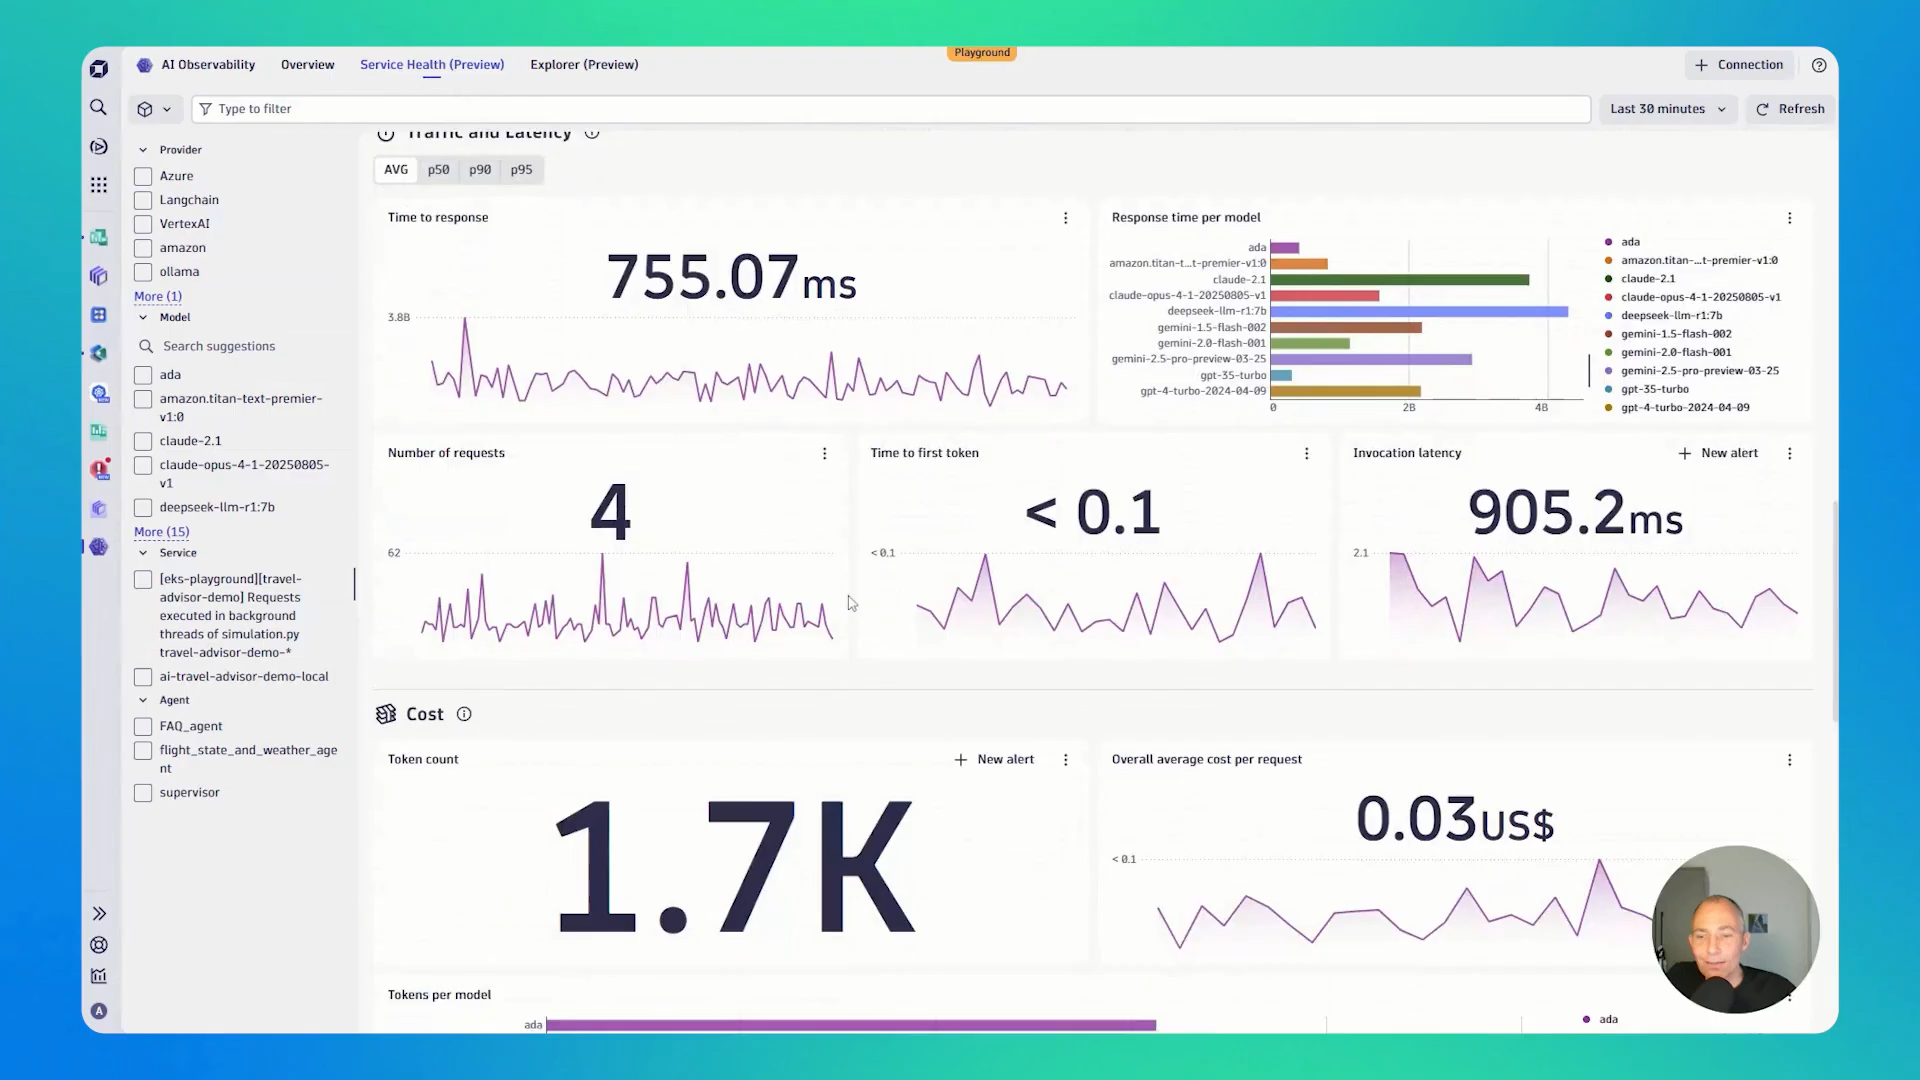 Playground
AI Observability
Overview
Service Health (Preview)
Explorer (Preview)
Connection
Type to filter
Last 30 minutes
Refresh
Provider
Azure
Langchain
VertexAI
amazon
ollama
More (1)
Model
Search suggestions
ada
amazon.titan-text-premier-
v1:0
claude-2.1
claude-opus-4-1-20250805-
v1
deepseek-llm-r1:7b
More (15)
Service
[eks-playground][travel-
advisor-demo] Requests
executed in background
threads of simulation.py
travel-advisor-demo-*
ai-travel-advisor-demo-local
Agent
FAQ_agent
flight_state_and_weather_age
nt
supervisor
A
Traffic and Latency
AVG
p50
p90
p95
Time to response
755.07ms
3.8B
Response time per model
ada
amazon.titan-t...t-premier-v1:0
claude-2.1
claude-opus-4-1-20250805-v1
deepseek-llm-r1:7b
gemini-1.5-flash-002
gemini-2.0-flash-001
gemini-2.5-pro-preview-03-25
gpt-35-turbo
gpt-4-turbo-2024-04-09
0
2B
4B
ada
amazon.titan-...t-premier-v1:0
claude-2.1
claude-opus-4-1-20250805-v1
deepseek-llm-r1:7b
gemini-1.5-flash-002
gemini-2.0-flash-001
gemini-2.5-pro-preview-03-25
gpt-35-turbo
gpt-4-turbo-2024-04-09
Number of requests
4
62
Time to first token
< 0.1
< 0.1
Invocation latency
New alert
905.2ms
2.1
Cost
Token count
New alert
1.7K
Overall average cost per request
0.03US$
< 0.1
Tokens per model
ada
ada